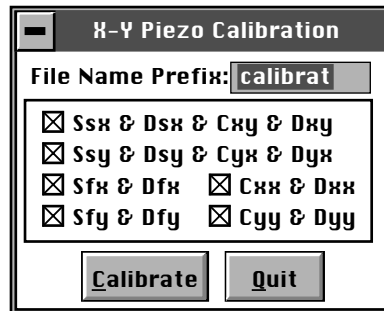 X-Y Piezo Calibration
File Name Prefix: calibrat
Ssx & Dsx & Cxy & Dxy
Ssy & Dsy & Cyx & Dyx
Sfx & Dfx Cxx & Dxx
Sfy & Dfy Cyy & Dyy
Calibrate Quit